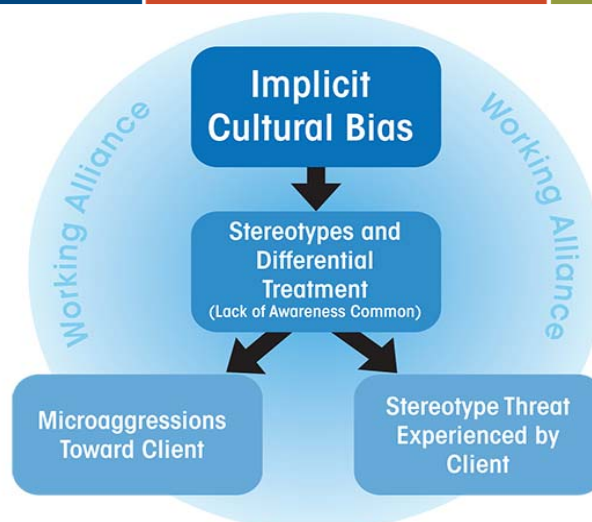 Implicit
Cultural Bias
Working Alliance
Working Alliance
Stereotypes and
Differential
Treatment
(Lack of Awareness Common)
Microaggressions
Toward Client
Stereotype Threat
Experienced by
Client